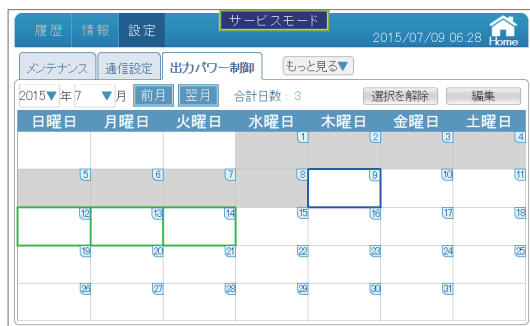 サービスモード
履歴 情報 設定 2015/07/09 06:28 Home
メンテナンス 通信設定 出力パワー制御 もっと見る▼
2015▼年 7 ▼月 前月 翌月 合計日数: 3 選択を解除 編集
日曜日 月曜日 火曜日 水曜日 木曜日 金曜日 土曜日
1 2 3 4
5 6 7 8 9 10 11
12 13 14 15 16 17 18
19 20 21 22 23 24 25
26 27 28 29 30 31